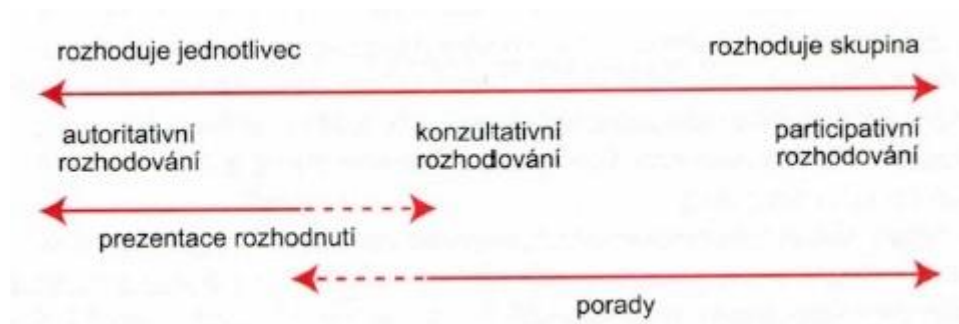 rozhoduje jednotlivec
rozhoduje skupina
autoritativní
rozhodování
konzultativní
rozhodování
participativní
rozhodování
prezentace rozhodnutí
porady